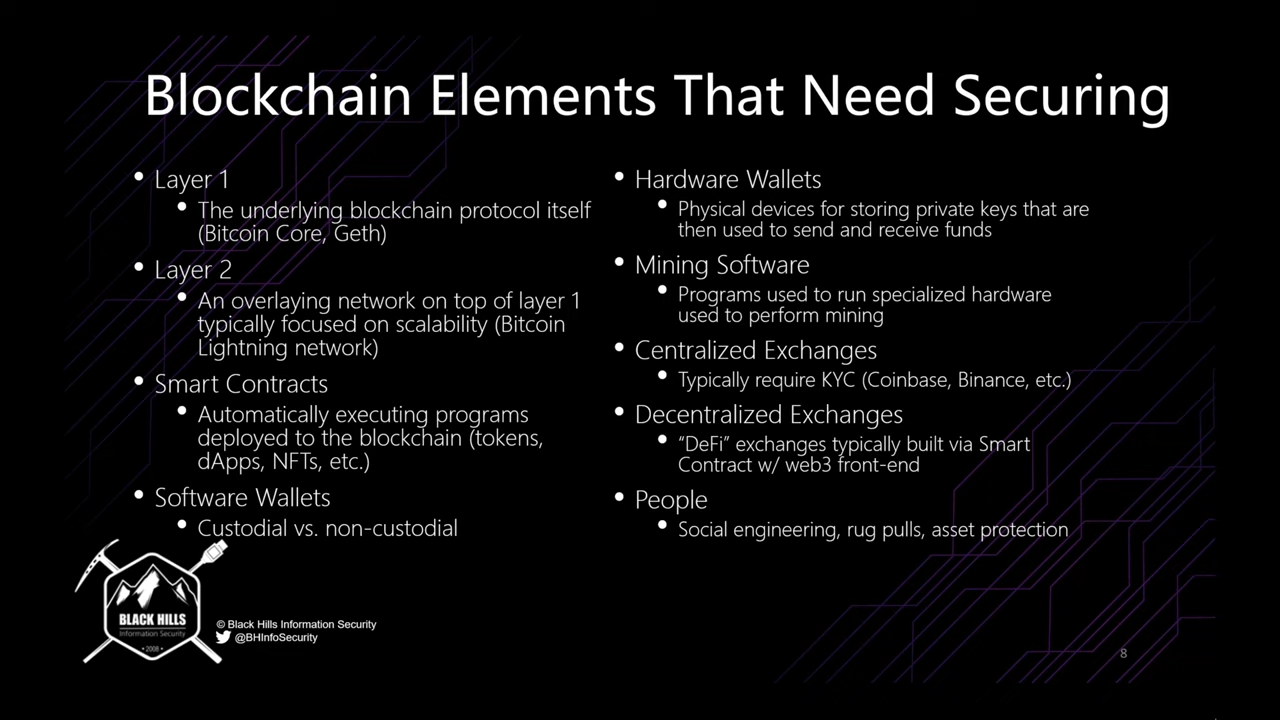 Blockchain Elements That Need Securing
• Layer 1
• The underlying blockchain protocol itself
(Bitcoin Core, Geth)
• Layer 2
• An overlaying network on top of layer 1
typically focused on scalability (Bitcoin
Lightning network)
• Smart Contracts
• Automatically executing programs
deployed to the blockchain (tokens,
dApps, NFTs, etc.)
• Software Wallets
• Custodial vs. non-custodial
• Hardware Wallets
• Physical devices for storing private keys that are
then used to send and receive funds
• Mining Software
• Programs used to run specialized hardware
used to perform mining
• Centralized Exchanges
• Typically require KYC (Coinbase, Binance, etc.)
• Decentralized Exchanges
• “DeFi” exchanges typically built via Smart
Contract w/ web3 front-end
• People
• Social engineering, rug pulls, asset protection
BLACK HILLS
Information Security
• 2008 •
© Black Hills Information Security
@BHInfoSecurity
8